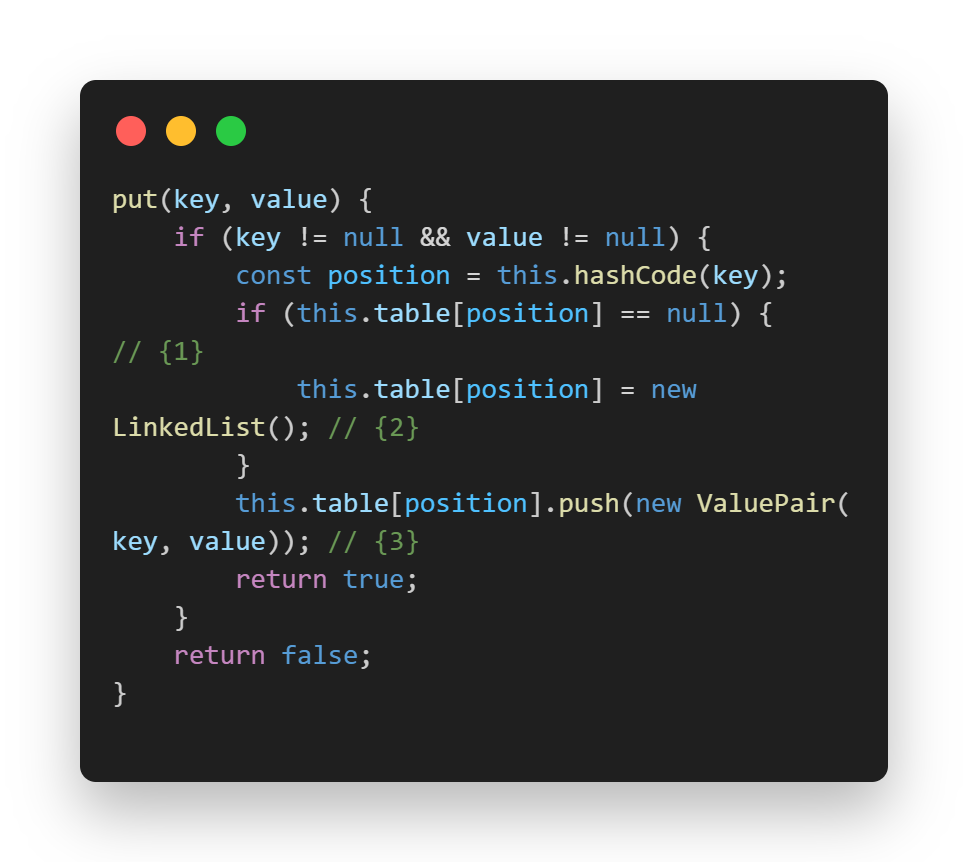 put(key, value) {
    if (key != null && value != null) {
        const position = this.hashCode(key);
        if (this.table[position] == null) {
// {1}
            this.table[position] = new
LinkedList(); // {2}
        }
        this.table[position].push(new ValuePair(
key, value)); // {3}
        return true;
    }
    return false;
}